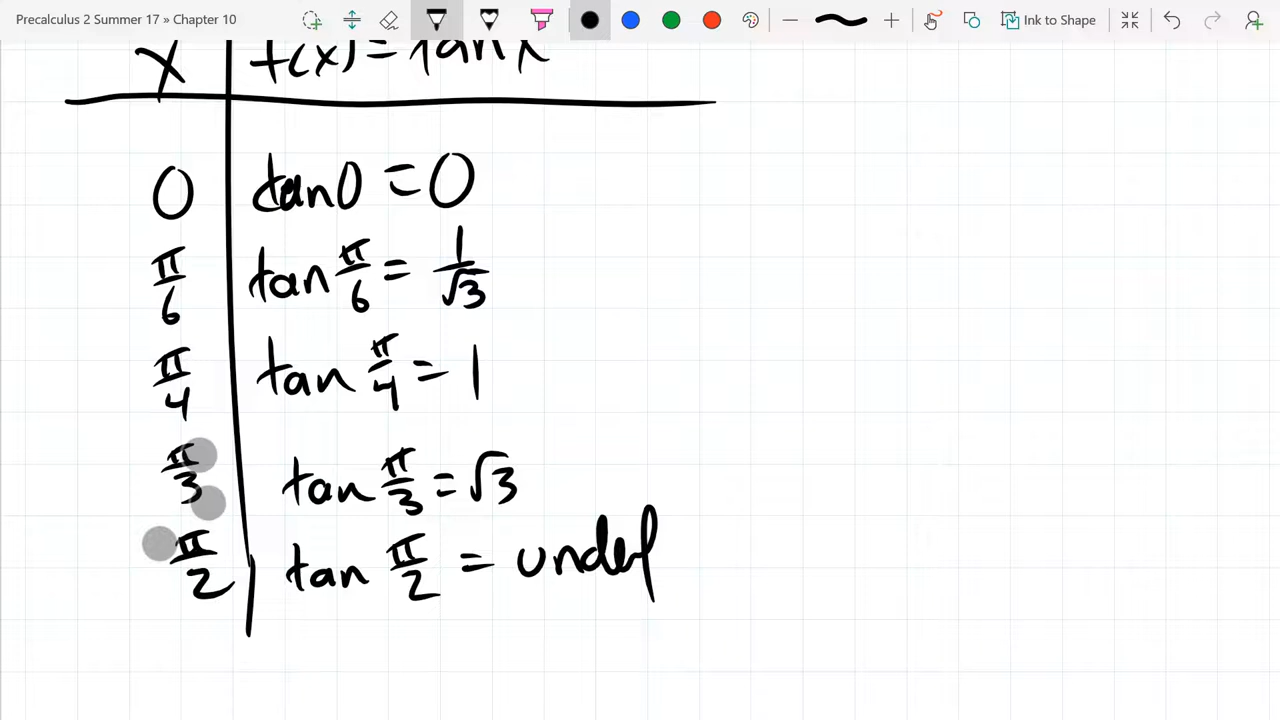 Precalculus 2 Summer 17 » Chapter 10
Ink to Shape
x f(x) = tan x
0 tan 0 = 0
π/6 tan π/6 = 1/√3
π/4 tan π/4 = 1
π/3 tan π/3 = √3
π/2 tan π/2 = undef